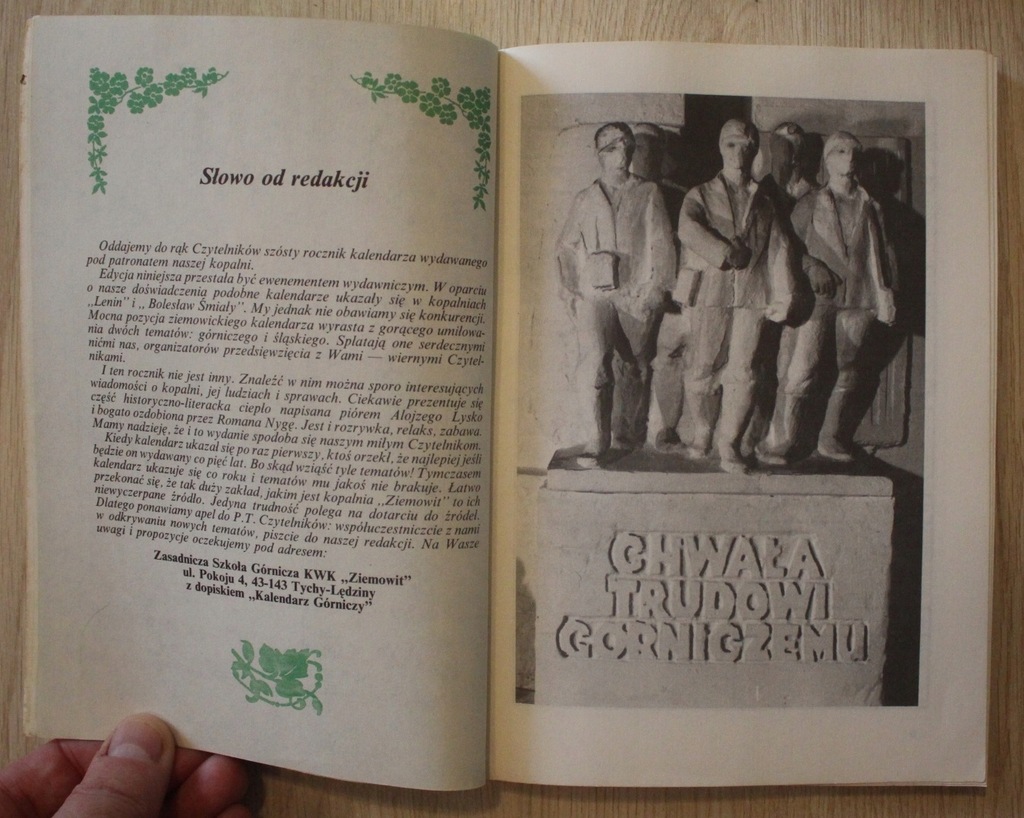 Słowo od redakcji
Oddajemy do rąk Czytelników szósty rocznik kalendarza wydawanego
pod patronatem naszej kopalni.
Edycja niniejsza przestała być ewenementem wydawniczym. W oparciu
o nasze doświadczenia podobne kalendarze ukazały się w kopalniach
„Lenin" i „ Bolesław Śmiały". My jednak nie obawiamy się konkurencji.
Mocna pozycja ziemowickiego kalendarza wyrasta z gorącego umiłowa-
nia dwóch tematów: górniczego i śląskiego. Splatają one serdecznymi
nićmi nas, organizatorów przedsięwzięcia z Wami — wiernymi Czytel-
nikami.
I ten rocznik nie jest inny. Znaleźć w nim można sporo interesujących
wiadomości o kopalni, jej ludziach i sprawach. Ciekawie prezentuje się
część historyczno-literacka ciepło napisana piórem Alojzego Lysko
i bogato ozdobiona przez Romana Nygę. Jest i rozrywka, relaks, zabawa.
Mamy nadzieję, że i to wydanie spodoba się naszym miłym Czytelnikom.
Kiedy kalendarz ukazał się po raz pierwszy, ktoś orzekł, że najlepiej jeśli
będzie on wydawany co pięć lat. Bo skąd wziąść tyle tematów! Tymczasem
kalendarz ukazuje się co roku i tematów mu jakoś nie brakuje. Łatwo
przekonać się, że tak duży zakład, jakim jest kopalnia „Ziemowit" to ich
niewyczerpane źródło. Jedyna trudność polega na dotarciu do źródeł.
Dlatego ponawiamy apel do P.T. Czytelników: współuczestniczcie z nami
w odkrywaniu nowych tematów, piszcie do naszej redakcji. Na Wasze
uwagi i propozycje oczekujemy pod adresem:
Zasadnicza Szkoła Górnicza KWK „Ziemowit"
ul. Pokoju 4, 43-143 Tychy-Lędziny
z dopiskiem „Kalendarz Górniczy"
CHWAŁA
TRUDOWI
GÓRNICZEMU